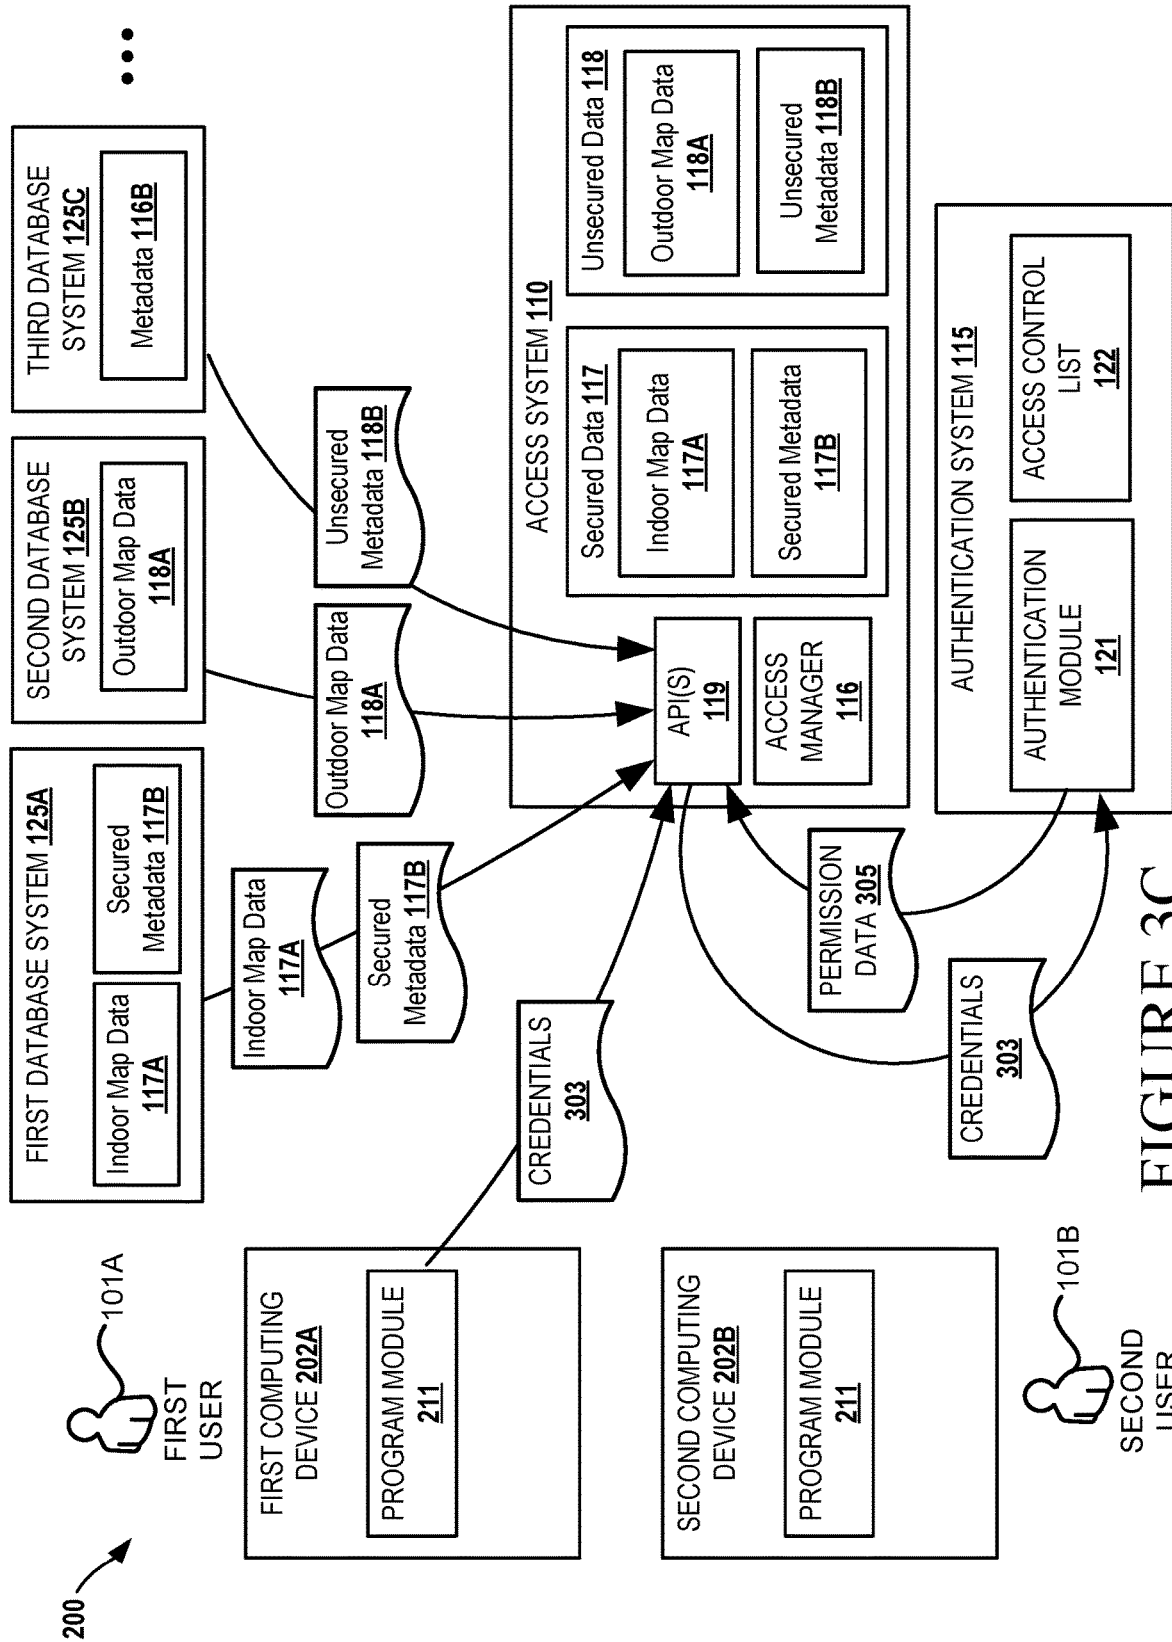 200
101A
FIRST
USER
FIRST COMPUTING
DEVICE 202A
PROGRAM MODULE
211
SECOND COMPUTING
DEVICE 202B
PROGRAM MODULE
211
101B
SECOND
USER
FIRST DATABASE SYSTEM 125A
Indoor Map Data
117A
Secured
Metadata 117B
SECOND DATABASE
SYSTEM 125B
Outdoor Map Data
118A
THIRD DATABASE
SYSTEM 125C
Metadata 116B
•••
Indoor Map Data
117A
Secured
Metadata 117B
Outdoor Map Data
118A
Unsecured
Metadata 118B
CREDENTIALS
303
ACCESS SYSTEM 110
API(S)
119
ACCESS
MANAGER
116
Secured Data 117
Indoor Map Data
117A
Secured Metadata
117B
Unsecured Data 118
Outdoor Map Data
118A
Unsecured
Metadata 118B
PERMISSION
DATA 305
CREDENTIALS
303
AUTHENTICATION SYSTEM 115
AUTHENTICATION
MODULE
121
ACCESS CONTROL
LIST
122
FIGURE 3C